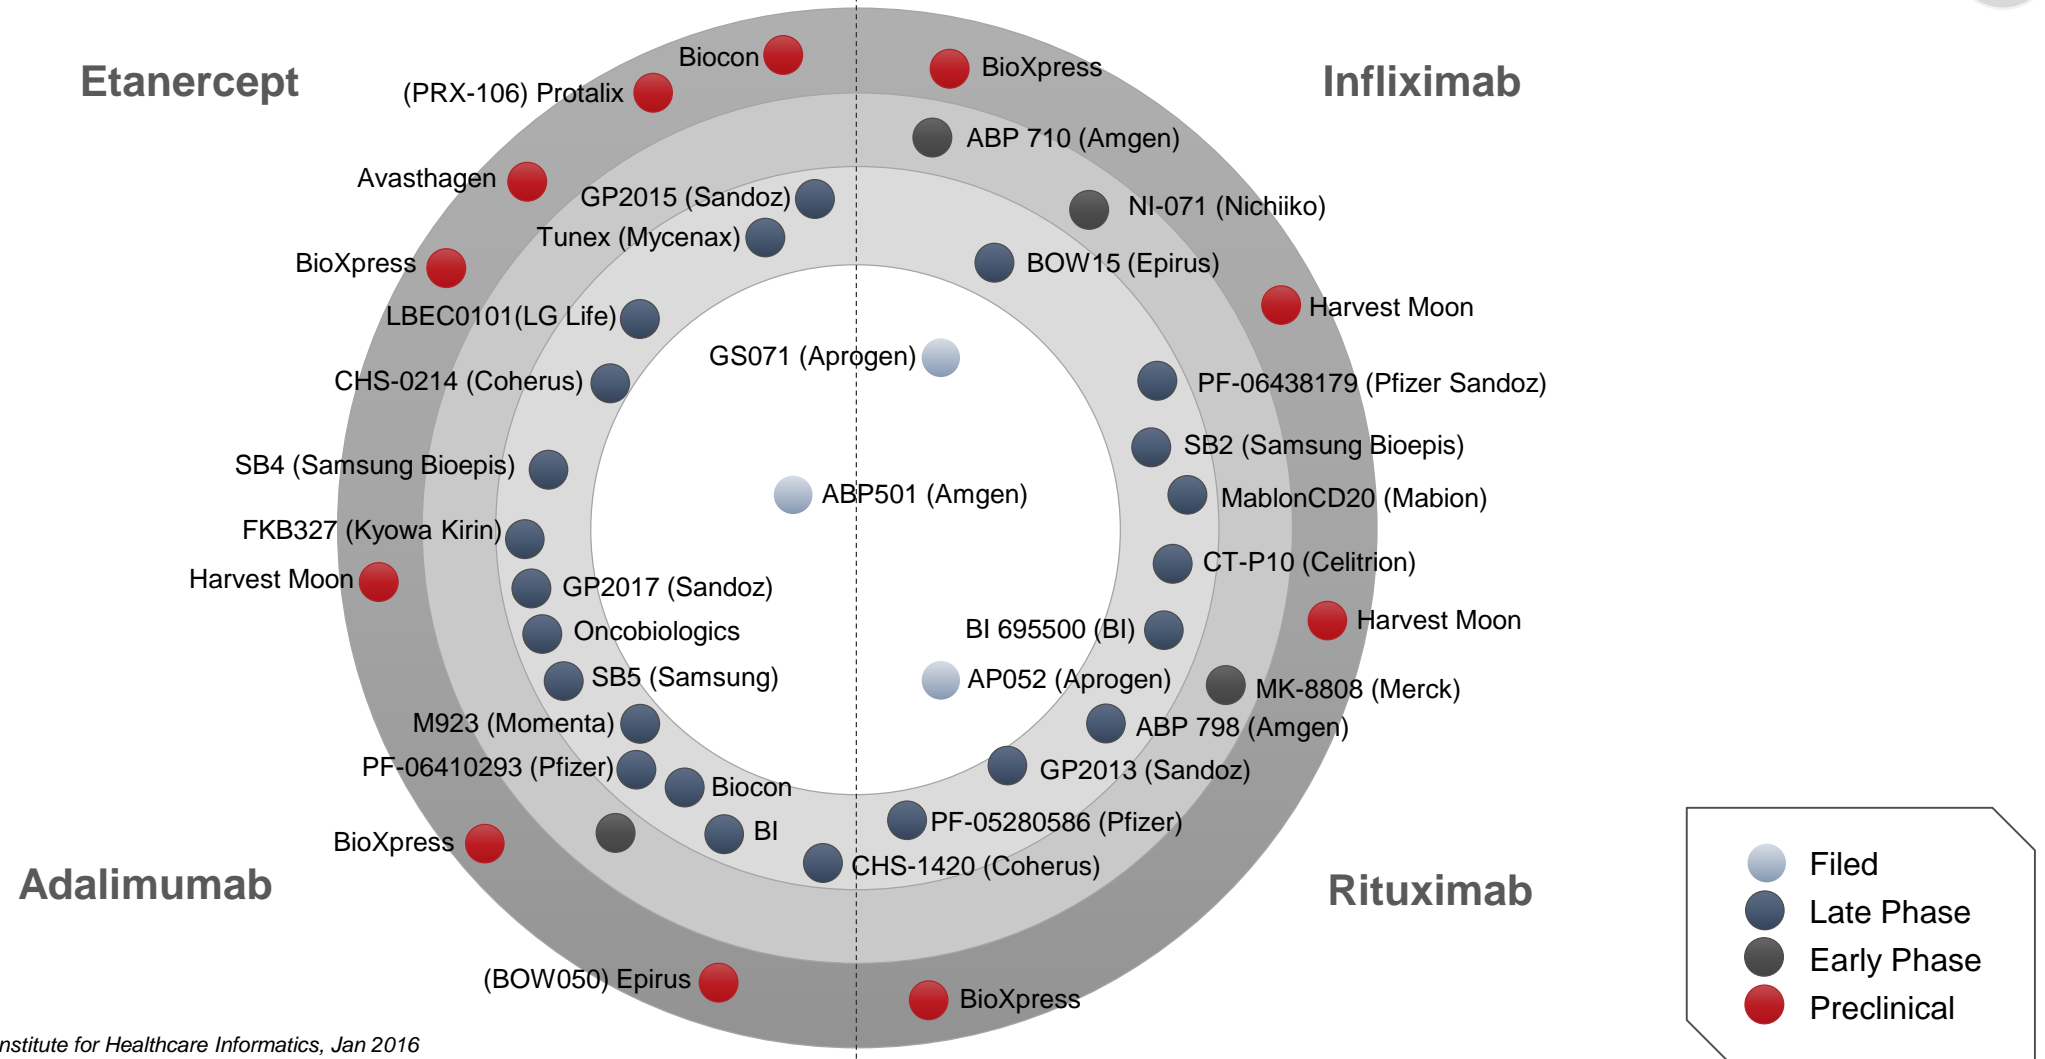 Etanercept
Infliximab
Biocon
BioXpress
(PRX-106) Protalix
ABP 710 (Amgen)
Avasthagen
GP2015 (Sandoz)
NI-071 (Nichiiko)
Tunex (Mycenax)
BioXpress
BOW15 (Epirus)
LBEC0101(LG Life)
Harvest Moon
GS071 (Aprogen)
CHS-0214 (Coherus)
PF-06438179 (Pfizer Sandoz)
SB4 (Samsung Bioepis)
SB2 (Samsung Bioepis)
ABP501 (Amgen)
MablonCD20 (Mabion)
FKB327 (Kyowa Kirin)
CT-P10 (Celitrion)
Harvest Moon
GP2017 (Sandoz)
Oncobiologics
BI 695500 (BI)
Harvest Moon
SB5 (Samsung)
AP052 (Aprogen)
MK-8808 (Merck)
M923 (Momenta)
ABP 798 (Amgen)
PF-06410293 (Pfizer)
GP2013 (Sandoz)
Biocon
BI
PF-05280586 (Pfizer)
BioXpress
CHS-1420 (Coherus)
Adalimumab
Rituximab
(BOW050) Epirus
BioXpress
Filed
Late Phase
Early Phase
Preclinical
for Healthcare Informatics, Jan 2016